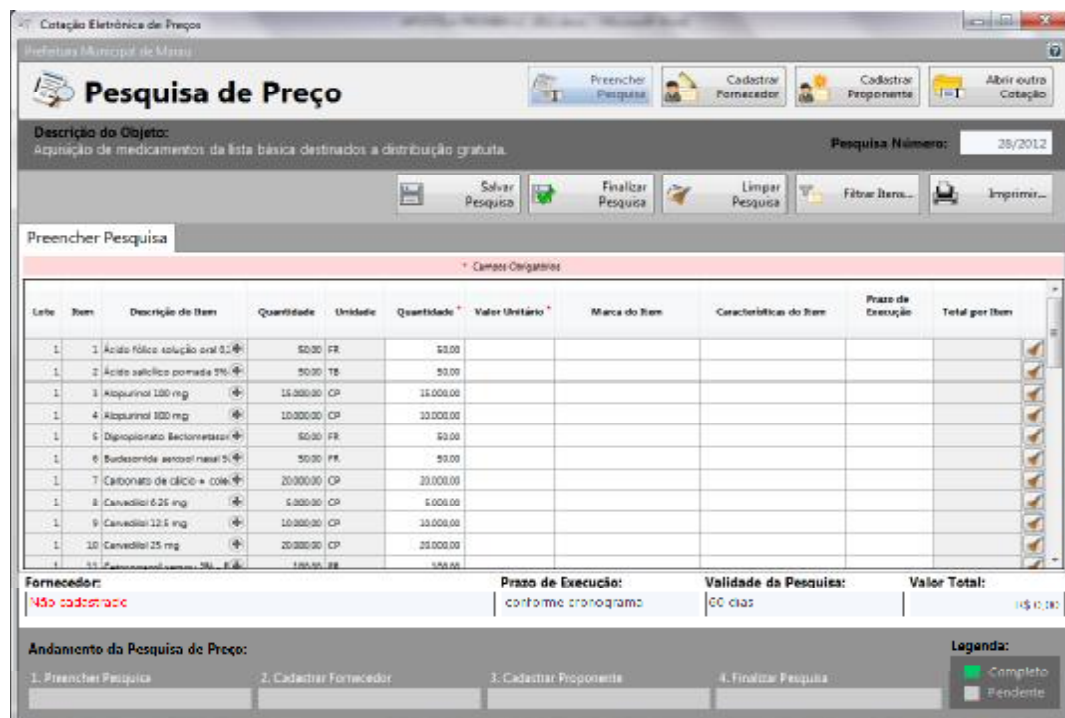 Cotação Eletrônica de Preços
Prefeitura Municipal de Marau
Pesquisa de Preço
Preencher Pesquisa
Cadastrar Fornecedor
Cadastrar Proponente
Abrir outra Cotação
Descrição do Objeto:
Aquisição de medicamentos da lista básica destinados a distribuição gratuita.
Pesquisa Número: 28/2012
Salvar Pesquisa
Finalizar Pesquisa
Limpar Pesquisa
Filtrar Itens...
Imprimir...
Preencher Pesquisa
* Campos Obrigatórios
Lote Item Descrição do Item Quantidade Unidade Quantidade * Valor Unitário * Marca do Item Características do Item Prazo de Execução Total por Item
1 1 Ácido fólico solução oral 50,00 FR 50,00
1 2 Ácido salicílico pomada 5% 50,00 TB 50,00
1 3 Alopurinol 100 mg 15.000,00 CP 15.000,00
1 4 Alopurinol 300 mg 10.000,00 CP 10.000,00
1 5 Dipropionato 50,00 FR 50,00
1 6 Budesonida aerosol nasal 50,00 FR 50,00
1 7 Carbonato de cálcio + 20.000,00 CP 20.000,00
1 8 Carvedilol 6.25 mg 5.000,00 CP 5.000,00
1 9 Carvedilol 12.5 mg 10.000,00 CP 10.000,00
1 10 Carvedilol 25 mg 20.000,00 CP 20.000,00
Fornecedor: Prazo de Execução: Validade da Pesquisa: Valor Total:
Não cadastrado conforme cronograma 60 dias R$ 0,00
Andamento da Pesquisa de Preço: Legenda:
1. Preencher Pesquisa 2. Cadastrar Fornecedor 3. Cadastrar Proponente 4. Finalizar Pesquisa Completo
Pendente